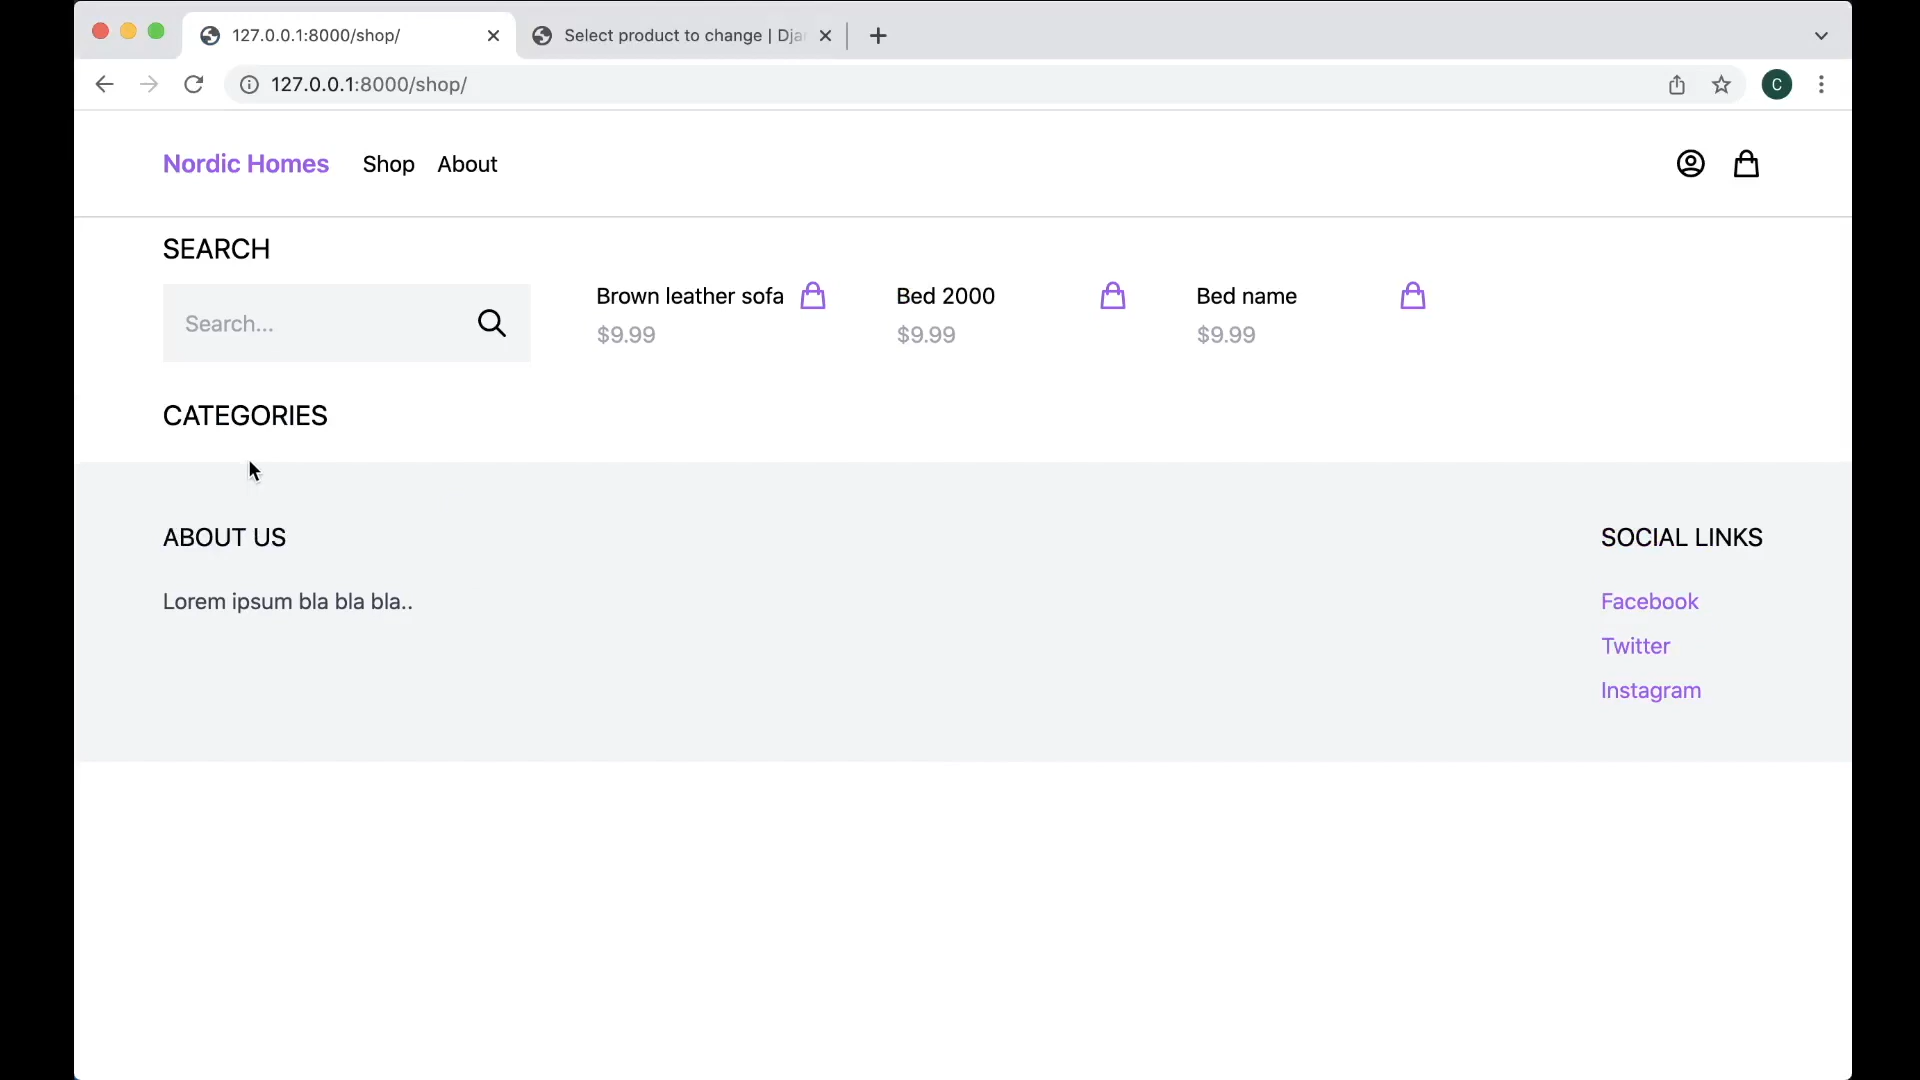 127.0.0.1:8000/shop/
Select product to change | Dja
127.0.0.1:8000/shop/
C
Nordic Homes Shop About
SEARCH
Search...
Brown leather sofa
$9.99
Bed 2000
$9.99
Bed name
$9.99
CATEGORIES
ABOUT US
Lorem ipsum bla bla bla..
SOCIAL LINKS
Facebook
Twitter
Instagram